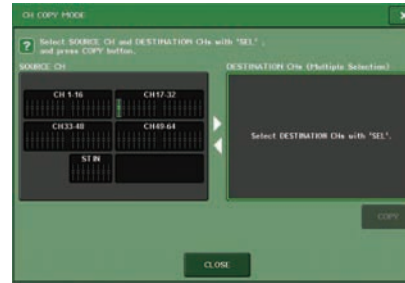 CH COPY MODE
Select SOURCE CH and DESTINATION CHs with "SEL",
and press COPY button.
SOURCE CH
DESTINATION CHs (Multiple Selection)
CH 1-16
CH17-32
CH33-48
CH49-64
ST IN
Select DESTINATION CHs with "SEL".
COPY
CLOSE